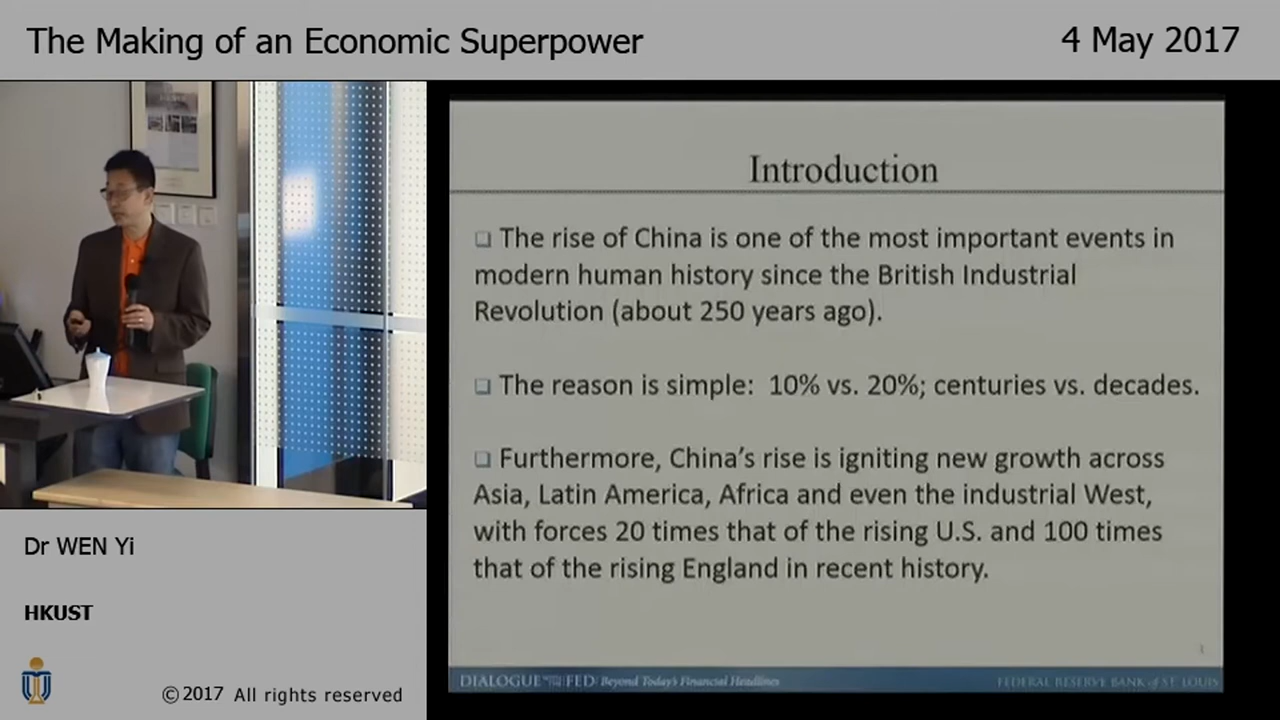 The Making of an Economic Superpower
4 May 2017
Introduction
❑ The rise of China is one of the most important events in
modern human history since the British Industrial
Revolution (about 250 years ago).
❑ The reason is simple: 10% vs. 20%; centuries vs. decades.
❑ Furthermore, China's rise is igniting new growth across
Asia, Latin America, Africa and even the industrial West,
with forces 20 times that of the rising U.S. and 100 times
that of the rising England in recent history.
1
DIALOGUE WITH THE FED / Beyond Today's Financial Headlines
FEDERAL RESERVE BANK of ST. LOUIS
Dr WEN Yi
HKUST
©2017 All rights reserved